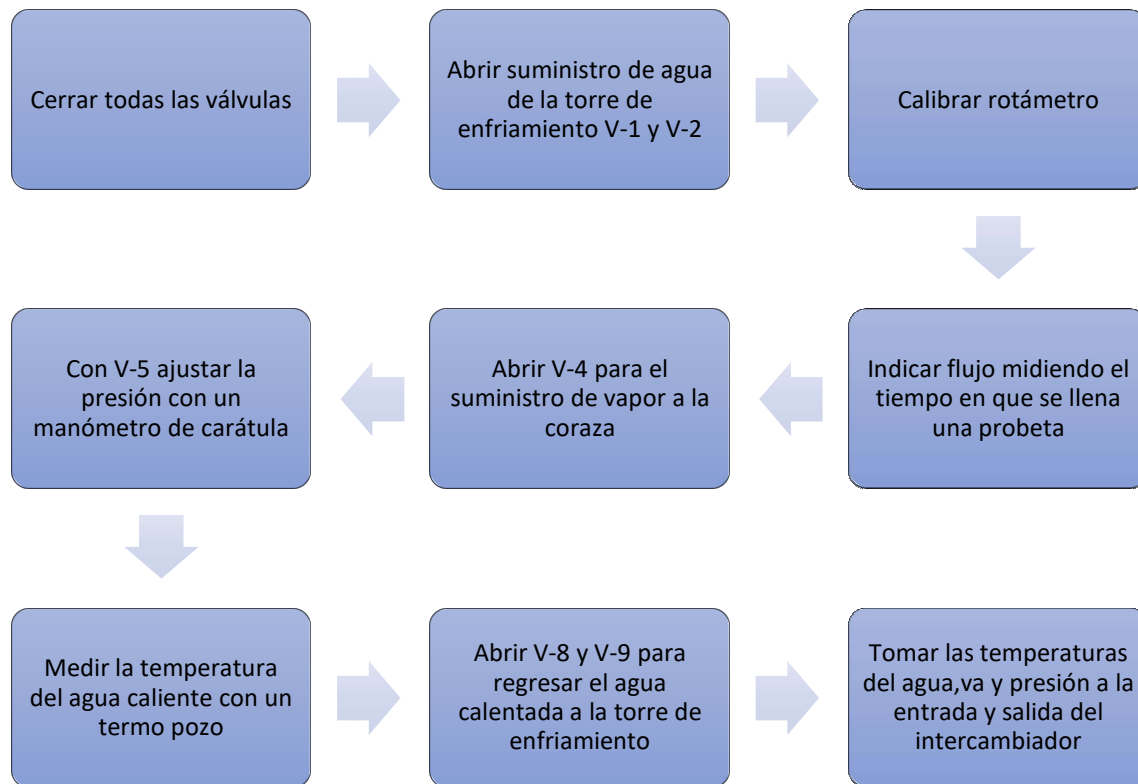 Cerrar todas las válvulas
Abrir suministro de agua
de la torre de
enfriamiento V-1 y V-2
Calibrar rotámetro
Indicar flujo midiendo el
tiempo en que se llena
una probeta
Abrir V-4 para el
suministro de vapor a la
coraza
Con V-5 ajustar la
presión con un
manómetro de carátula
Medir la temperatura
del agua caliente con un
termo pozo
Abrir V-8 y V-9 para
regresar el agua
calentada a la torre de
enfriamiento
Tomar las temperaturas
del agua,va y presión a la
entrada y salida del
intercambiador